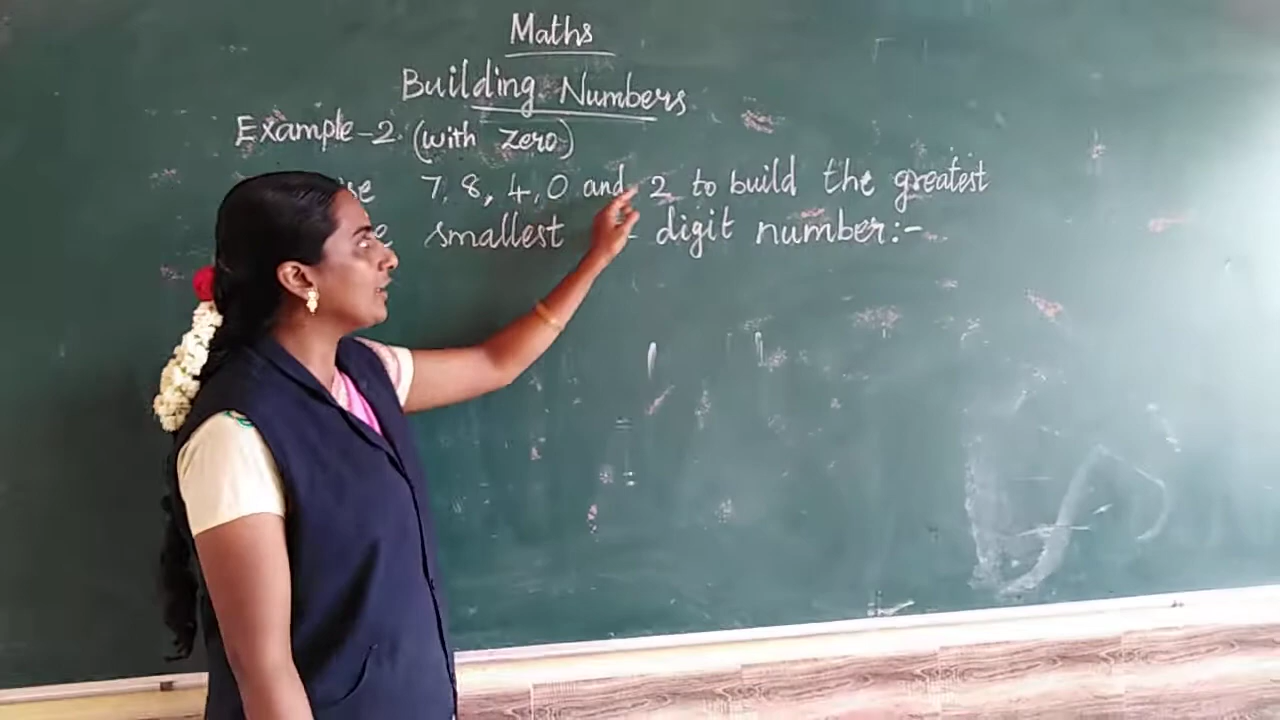 Maths
Building Numbers
Example-2. (with zero)
7, 8, 4, 0 and 2 to build the greatest
smallest - digit number:-